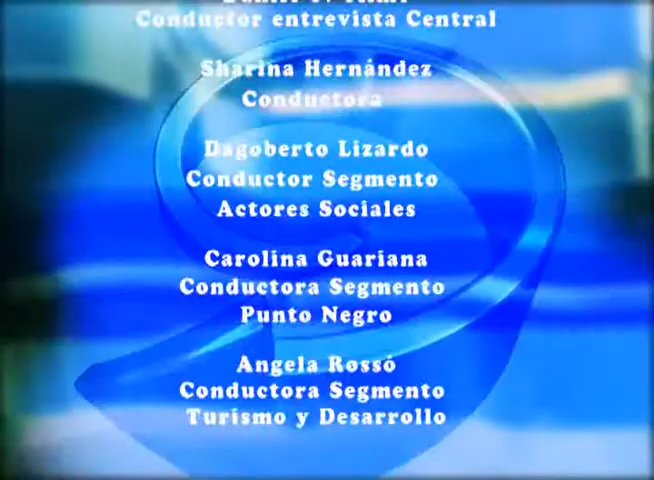 Conductor entrevista Central
Sharina Hernández
Conductora
Dagoberto Lizardo
Conductor Segmento
Actores Sociales
Carolina Guariana
Conductora Segmento
Punto Negro
Angela Rossó
Conductora Segmento
Turismo y Desarrollo